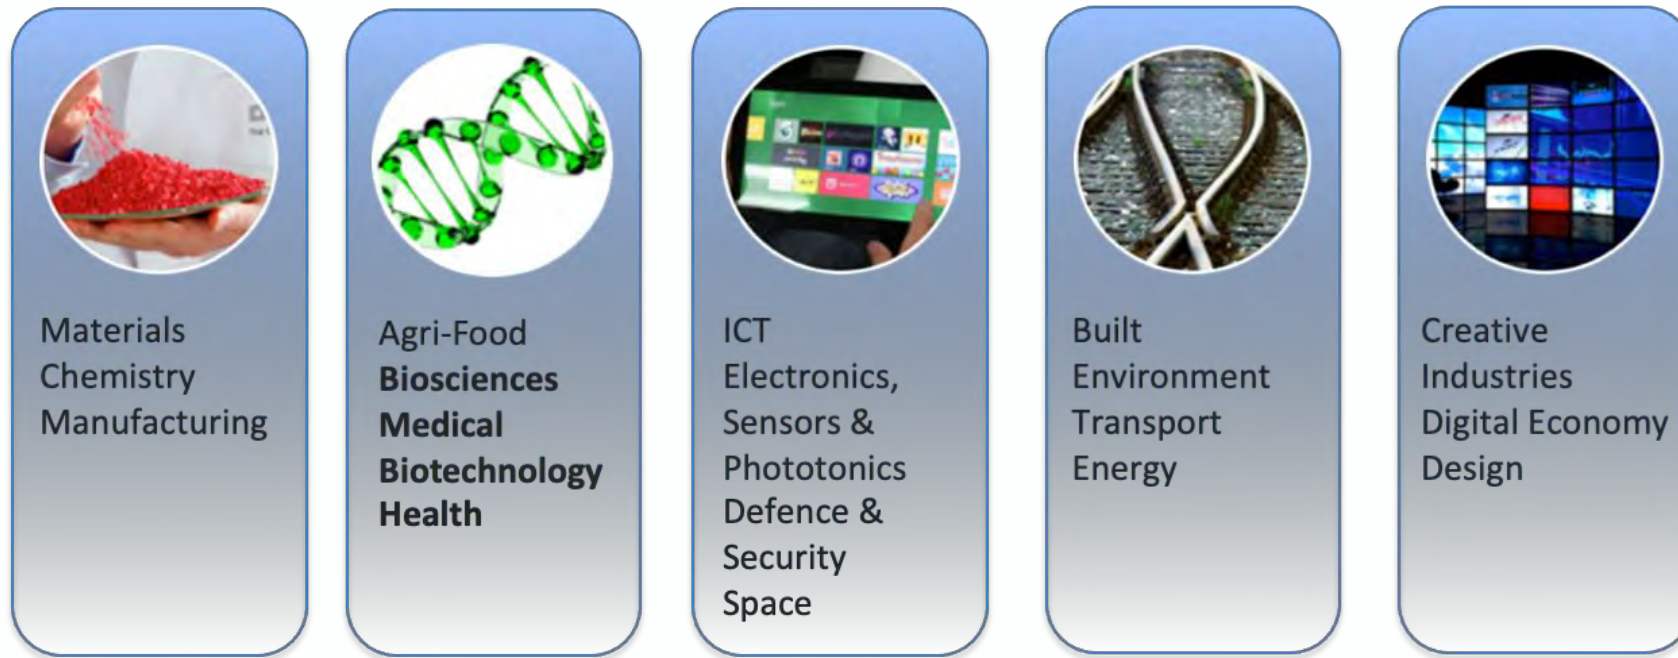 Materials
Chemistry
Manufacturing
Agri-Food
Biosciences
Medical
Biotechnology
Health
ICT
Electronics,
Sensors &
Phototonics
Defence &
Security
Space
Built
Environment
Transport
Energy
Creative
Industries
Digital Economy
Design